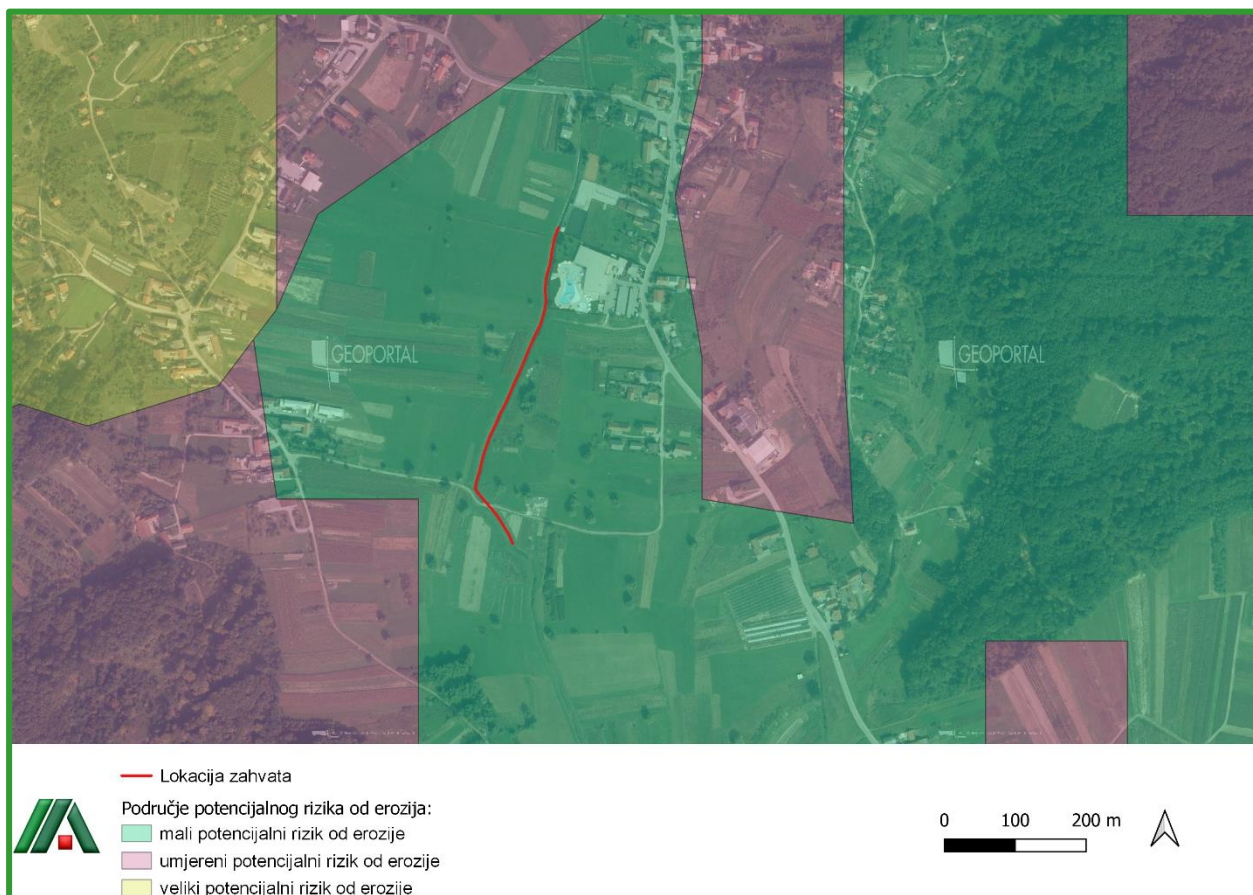 GEOPORTAL
GEOPORTAL
Lokacija zahvata
Područje potencijalnog rizika od erozija:
mali potencijalni rizik od erozije
umjereni potencijalni rizik od erozije
veliki potencijalni rizik od erozije
0 100 200 m